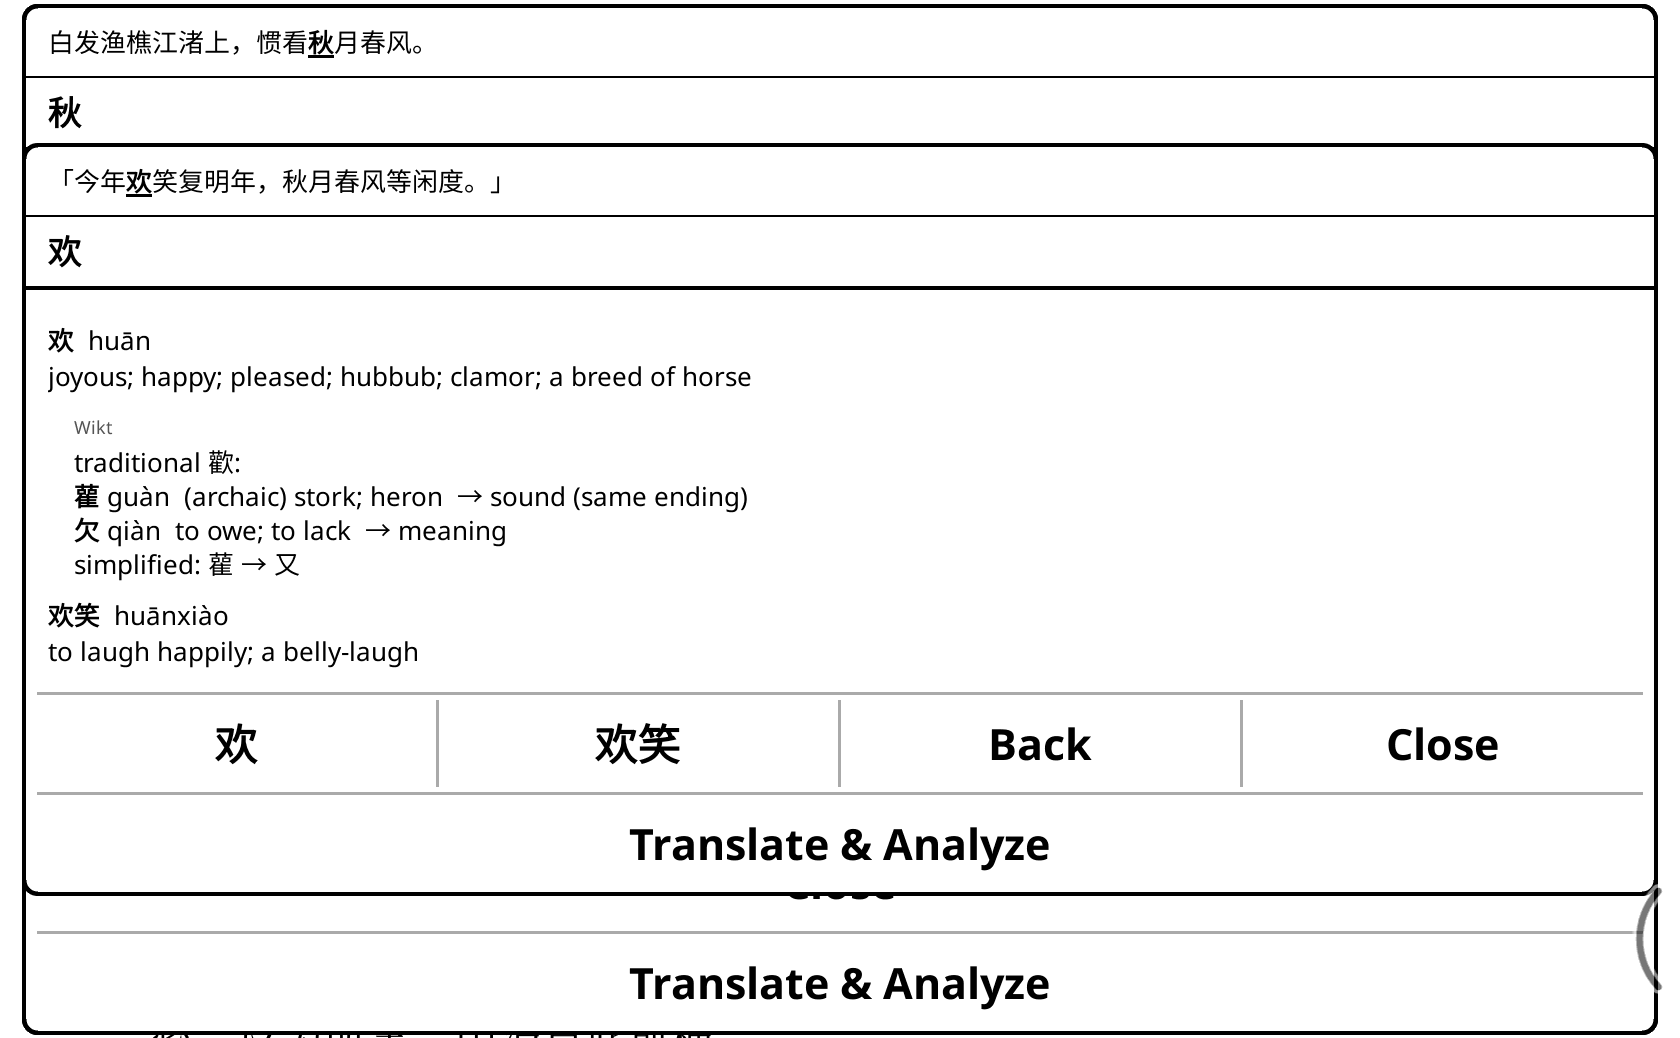 白发渔樵江渚上，惯看秋月春风。
秋
「今年欢笑复明年，秋月春风等闲度。」
欢
欢 huān
joyous; happy; pleased; hubbub; clamor; a breed of horse
Wikt
traditional 歡:
雚 guàn (archaic) stork; heron → sound (same ending)
欠 qiàn to owe; to lack → meaning
simplified: 雚 → 又
欢笑 huānxiào
to laugh happily; a belly-laugh
欢 欢笑 Back Close
Translate & Analyze
Close
Translate & Analyze